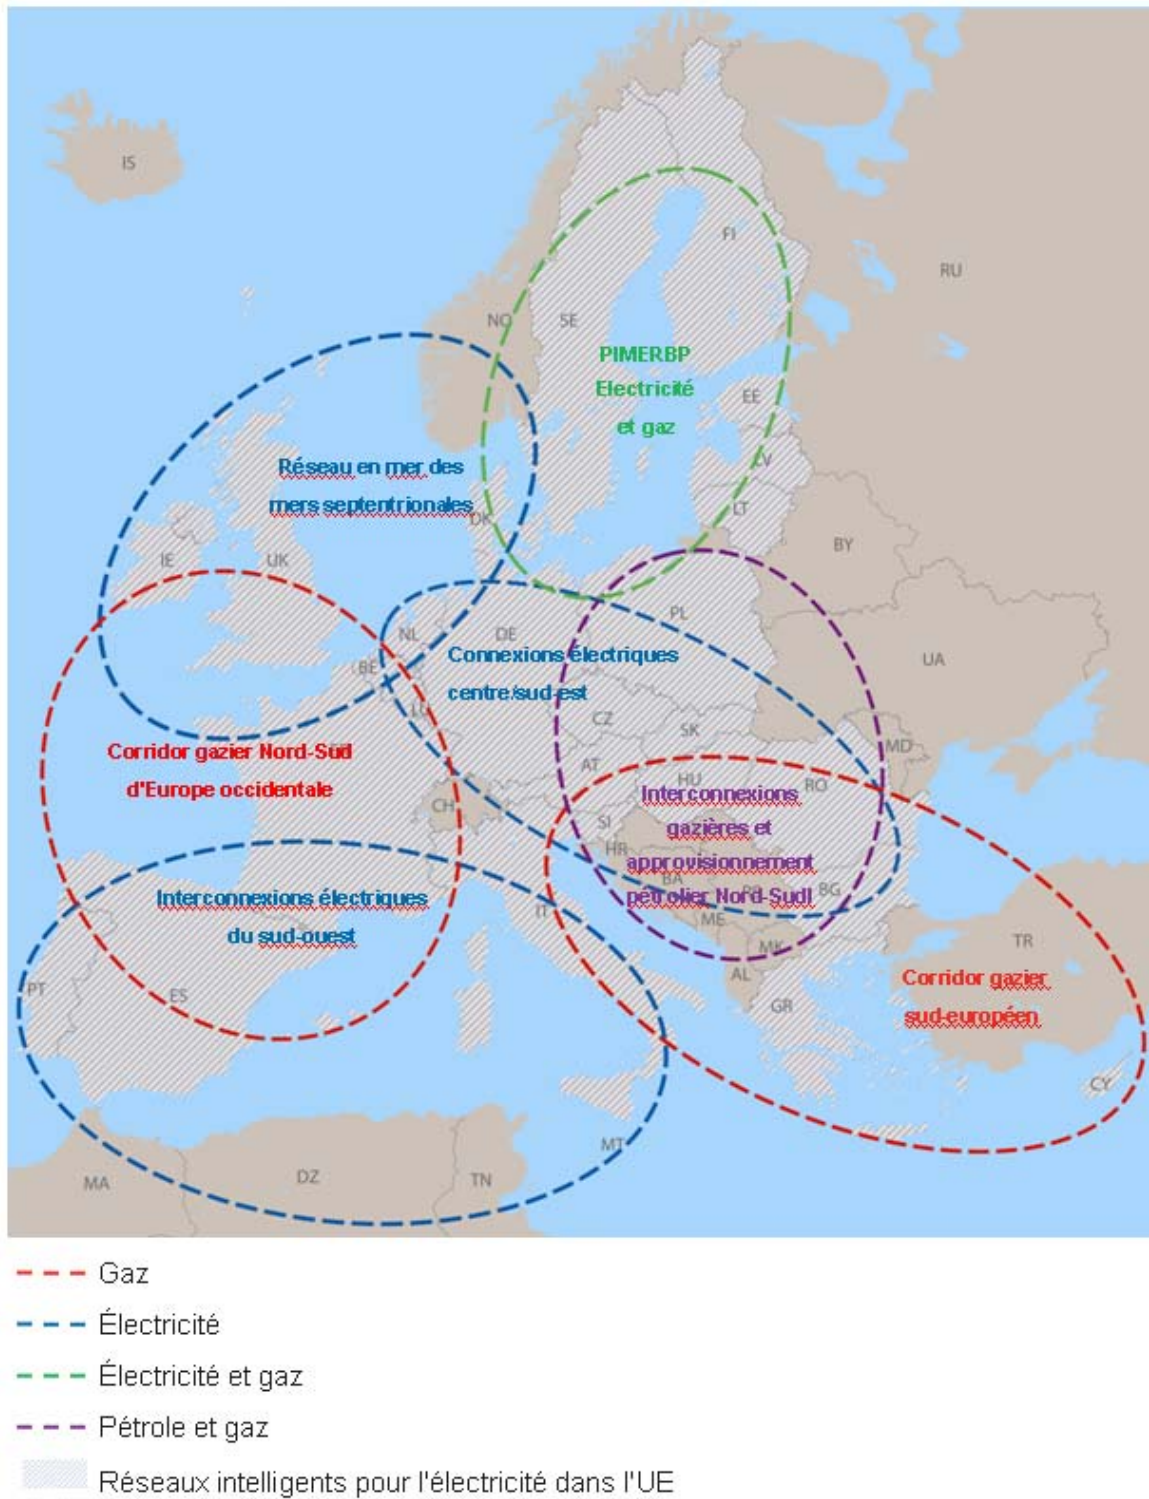 IS
FI
RU
NO
SE
PIMERBP
Electricité
et gaz
EE
LV
Réseau en mer des
mers septentrionales
DK
LT
BY
IE
UK
PL
NL
DE
BE
Connexions électriques
centre/sud-est
UA
LU
CZ
SK
Corridor gazier Nord-Sud
d'Europe occidentale
MD
AT
HU
RO
CH
Interconnexions
gazières et
approvisionnement
pétrolier Nord-Sudl
SI
HR
BA
RS
BG
Interconnexions électriques
du sud-ouest
IT
ME
MK
AL
TR
PT
ES
GR
Corridor gazier
sud-européen
CY
MT
MA
DZ
TN
Gaz
Électricité
Électricité et gaz
Pétrole et gaz
Réseaux intelligents pour l'électricité dans l'UE